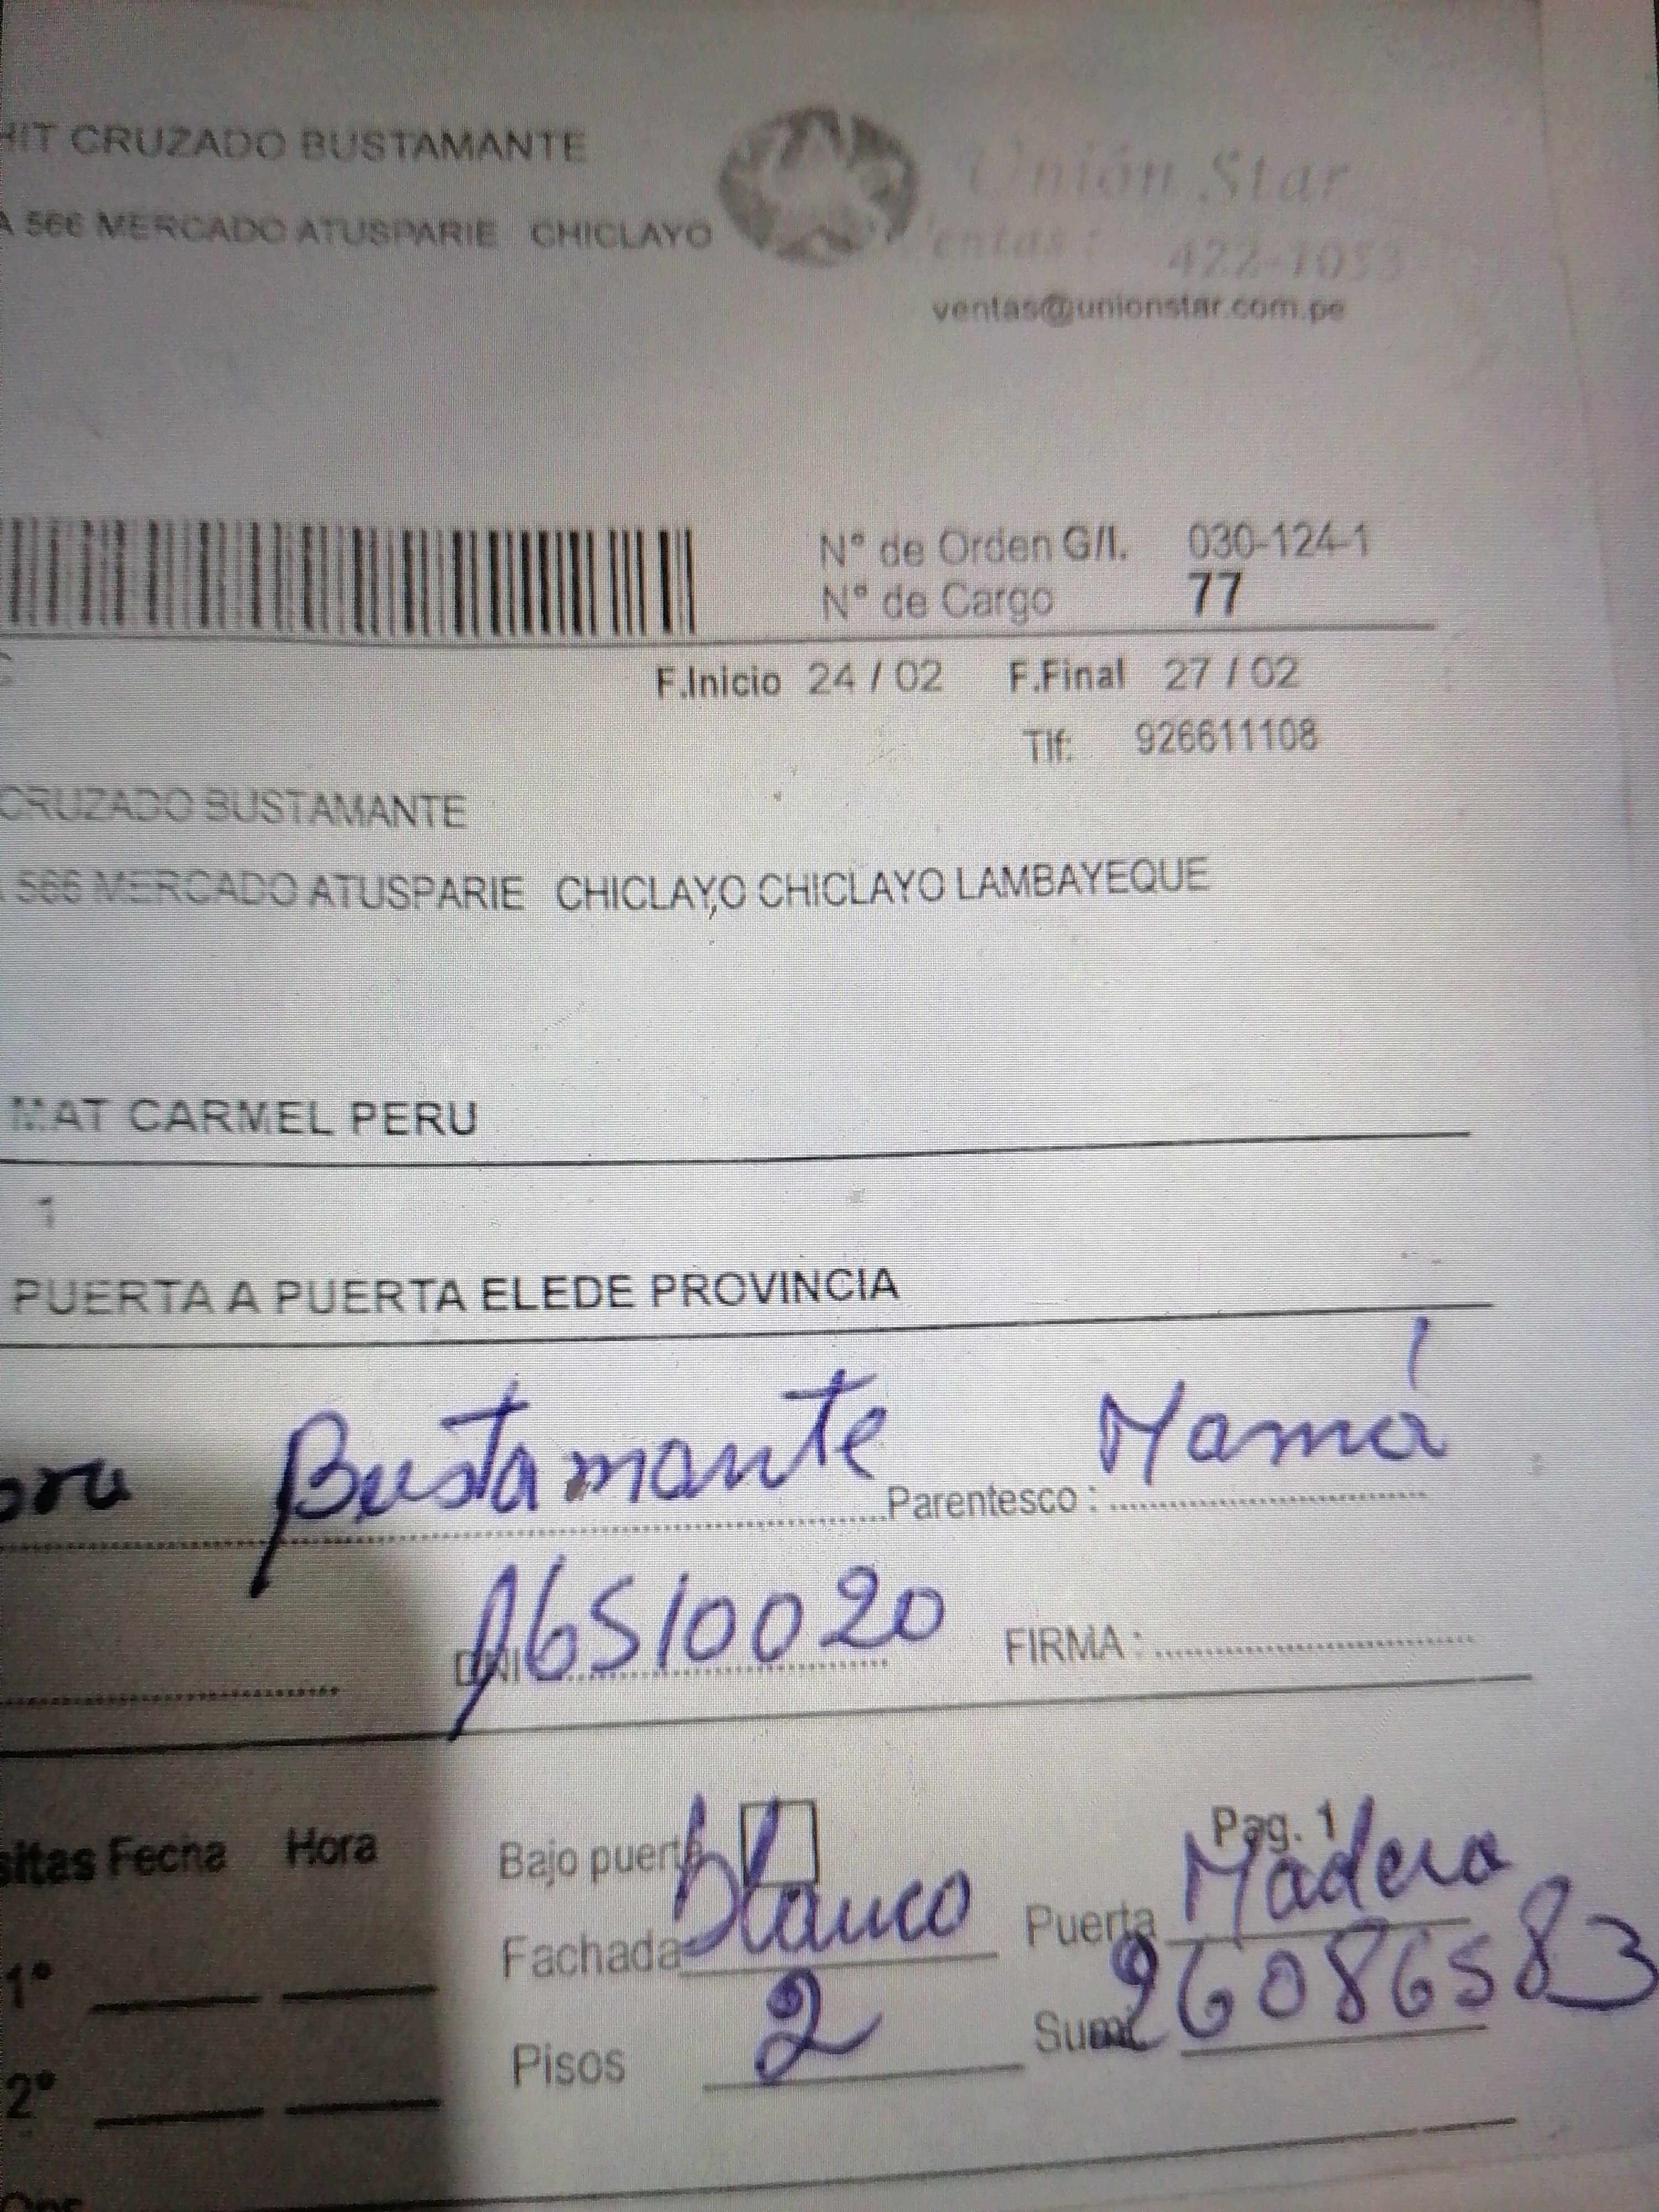 HIT CRUZADO BUSTAMANTE
A 566 MERCADO ATUSPARIE CHICLAYO
Unión Star
Ventas: 422-1053
ventas@unionstar.com.pe
N° de Orden G/I. 030-124-1
N° de Cargo 77
F.Inicio 24 / 02 F.Final 27 / 02
Tlf: 926611108
CRUZADO BUSTAMANTE
566 MERCADO ATUSPARIE CHICLAY,O CHICLAYO LAMBAYEQUE
MAT CARMEL PERU
1
PUERTA A PUERTA ELEDE PROVINCIA
Bustamante Parentesco : Mamá
DNI 16510020 FIRMA :
sitas Fecha Hora Bajo puerta Pag. 1
Fachada blanco Puerta Madera
1°
Pisos 2 Sumi 96086583
2°